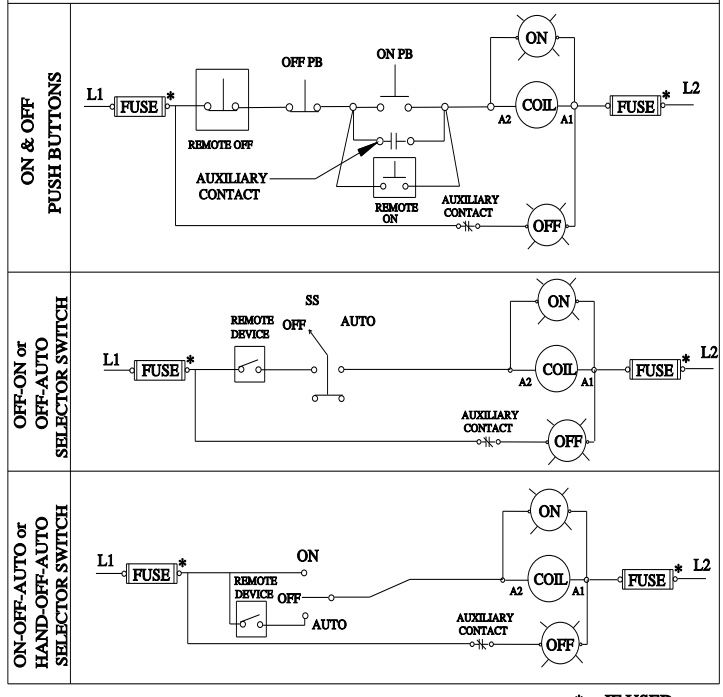 ON & OFF
PUSH BUTTONS
L1
FUSE
*
REMOTE OFF
OFF PB
ON PB
AUXILIARY
CONTACT
REMOTE
ON
ON
COIL
A2
A1
AUXILIARY
CONTACT
OFF
FUSE
*
L2
OFF-ON or
OFF-AUTO
SELECTOR SWITCH
L1
FUSE
*
REMOTE
DEVICE
SS
OFF
AUTO
ON
COIL
A2
A1
AUXILIARY
CONTACT
OFF
FUSE
*
L2
ON-OFF-AUTO or
HAND-OFF-AUTO
SELECTOR SWITCH
L1
FUSE
*
ON
REMOTE
DEVICE
OFF
AUTO
ON
COIL
A2
A1
AUXILIARY
CONTACT
OFF
FUSE
*
L2
* IF USED